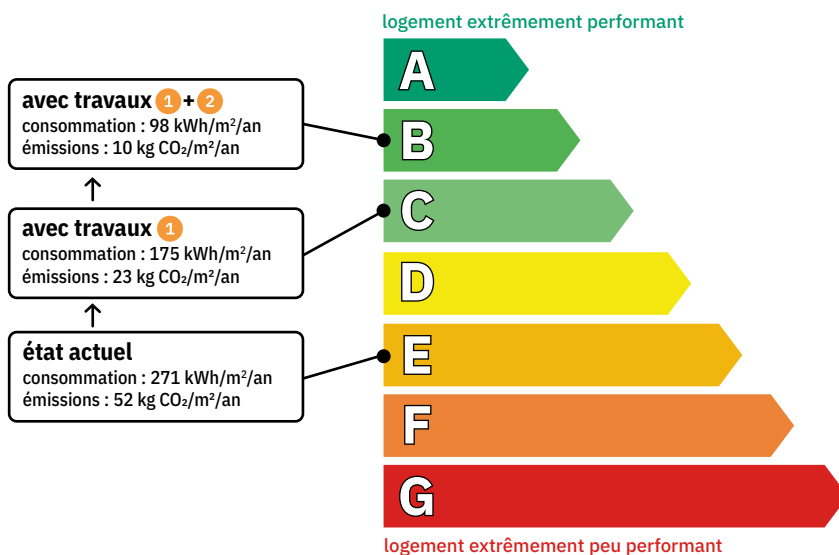 logement extrêmement performant
avec travaux 1 + 2
consommation : 98 kWh/m²/an
émissions : 10 kg CO₂/m²/an
avec travaux 1
consommation : 175 kWh/m²/an
émissions : 23 kg CO₂/m²/an
état actuel
consommation : 271 kWh/m²/an
émissions : 52 kg CO₂/m²/an
A
B
C
D
E
F
G
logement extrêmement peu performant